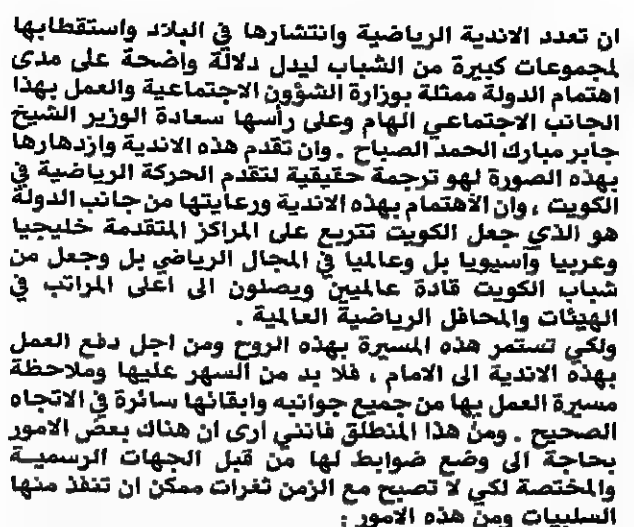 ان تعدد الاندية الرياضية وانتشارها في البلاد واستقطابها
لمجموعات كبيرة من الشباب ليدل دلالة واضحة على مدى
اهتمام الدولة ممثلة بوزارة الشؤون الاجتماعية والعمل بهذا
الجانب الاجتماعي الهام وعلى رأسها سعادة الوزير الشيخ
جابر مبارك الحمد الصباح . وان تقدم هذه الاندية وازدهارها
بهذه الصورة لهو ترجمة حقيقية لتقدم الحركة الرياضية في
الكويت ، وان الاهتمام بهذه الاندية ورعايتها من جانب الدولة
هو الذي جعل الكويت تتربع على المراكز المتقدمة خليجيا
وعربيا وآسيويا بل وعالميا في المجال الرياضي بل وجعل من
شباب الكويت قادة عالميين ويصلون الى اعلى المراتب في
الهيئات والمحافل الرياضية العالمية .
ولكي تستمر هذه المسيرة بهذه الروح ومن اجل دفع العمل
بهذه الاندية الى الامام ، فلا بد من السهر عليها وملاحظة
مسيرة العمل بها من جميع جوانبه وابقائها سائرة في الاتجاه
الصحيح . ومن هذا المنطلق فانني ارى ان هناك بعض الامور
بحاجة الى وضع ضوابط لها من قبل الجهات الرسميـة
والمختصة لكي لا تصبح مع الزمن ثغرات ممكن ان تنفذ منها
السلبيات ومن هذه الامور :